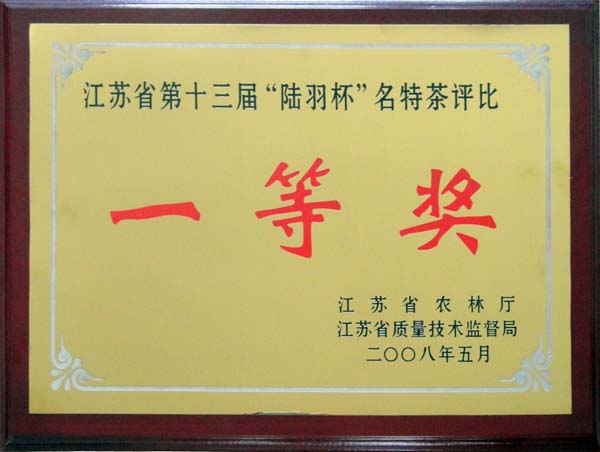 江苏省第十三届“陆羽杯”名特茶评比
一等奖
江苏省农林厅
江苏省质量技术监督局
二〇〇八年五月